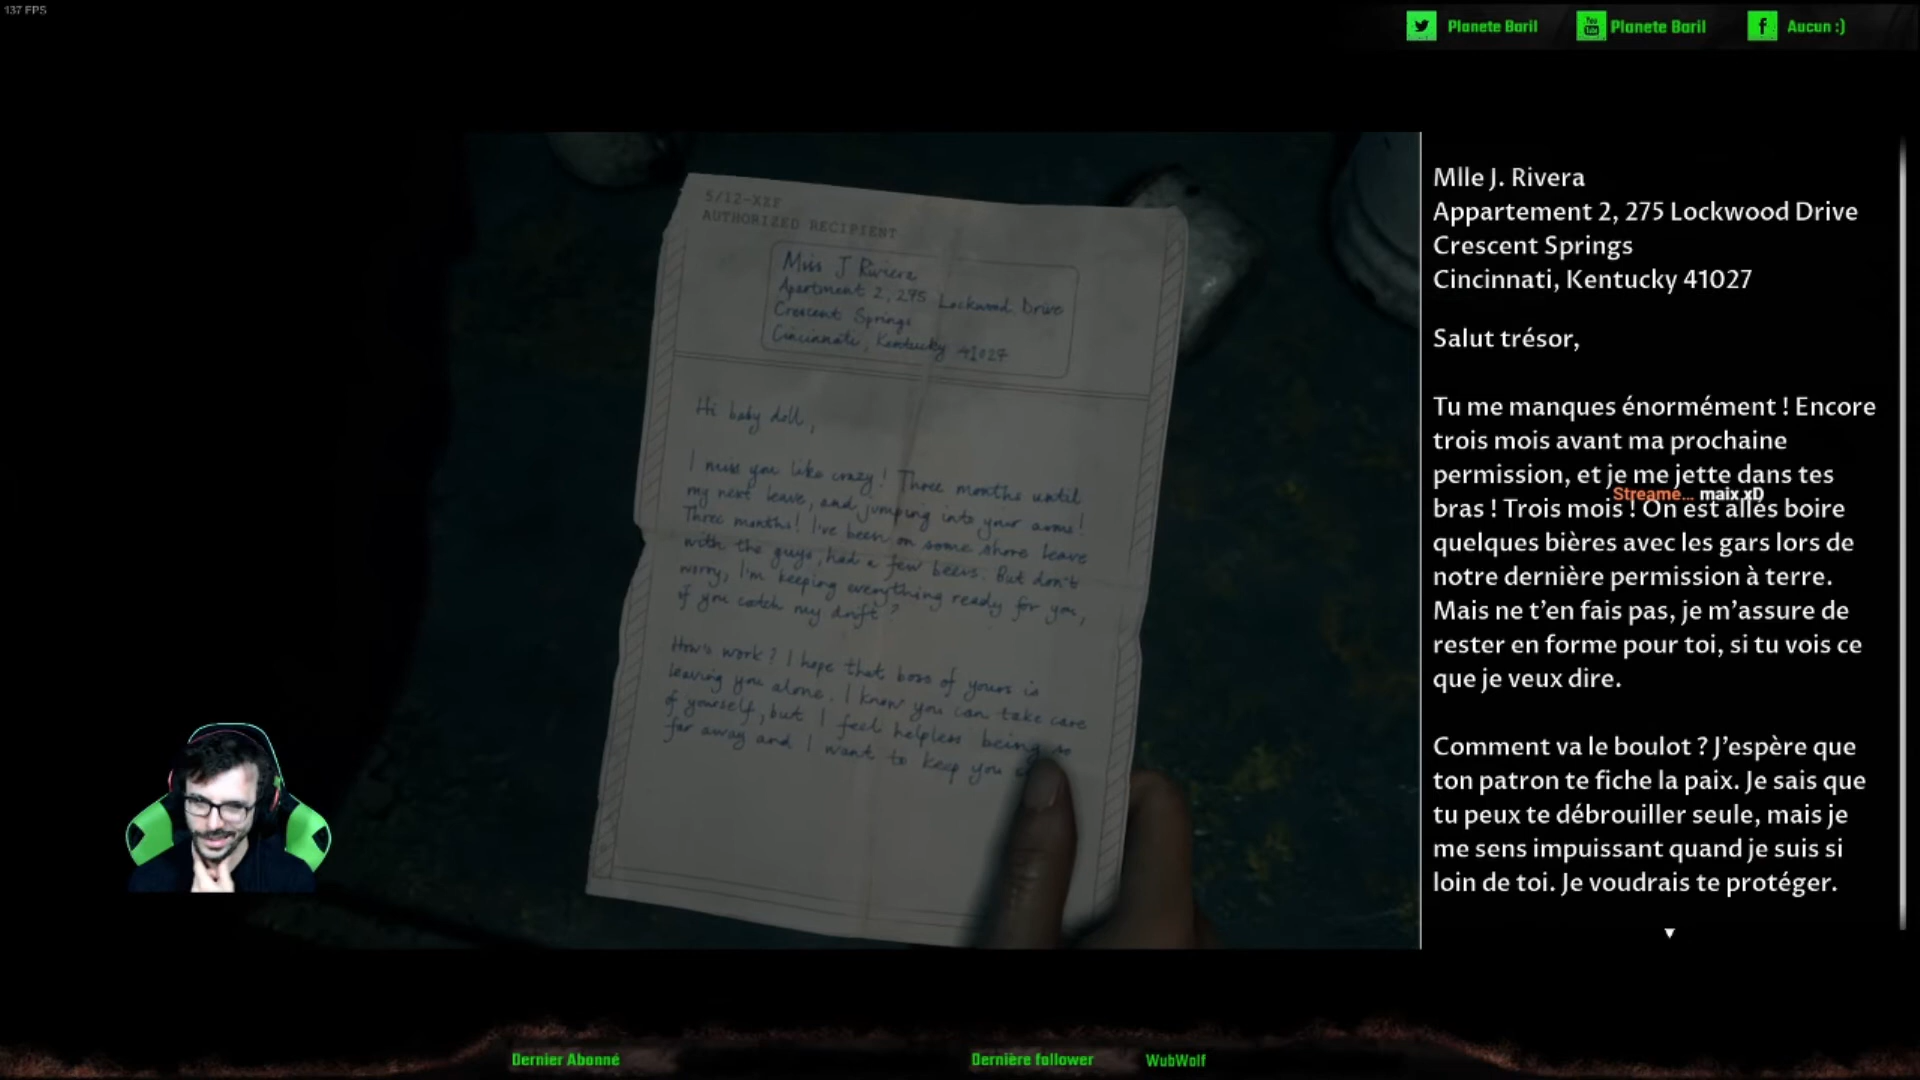 137 FPS
Planete Baril
Planete Baril
Aucun :)
5/12-XZF
AUTHORIZED RECIPIENT
Miss J Riviera
Apartment 2, 275 Lockwood Drive
Crescent Springs
Cincinnati, Kentucky 41027
Hi baby doll,
I miss you like crazy! Three months until
my next leave, and jumping into your arms!
Three months! I've been on some shore leave
with the guys, had a few beers. But don't
worry, I'm keeping everything ready for you,
if you catch my drift?
How's work? I hope that boss of yours is
leaving you alone. I know you can take care
of yourself, but I feel helpless being so
far away and I want to keep you
Mlle J. Rivera
Appartement 2, 275 Lockwood Drive
Crescent Springs
Cincinnati, Kentucky 41027
Salut trésor,
Tu me manques énormément ! Encore
trois mois avant ma prochaine
permission, et je me jette dans tes
Streame... maix xD
bras ! Trois mois ! On est allés boire
quelques bières avec les gars lors de
notre dernière permission à terre.
Mais ne t'en fais pas, je m'assure de
rester en forme pour toi, si tu vois ce
que je veux dire.
Comment va le boulot ? J'espère que
ton patron te fiche la paix. Je sais que
tu peux te débrouiller seule, mais je
me sens impuissant quand je suis si
loin de toi. Je voudrais te protéger.
Dernier Abonné
Dernière follower
WubWolf